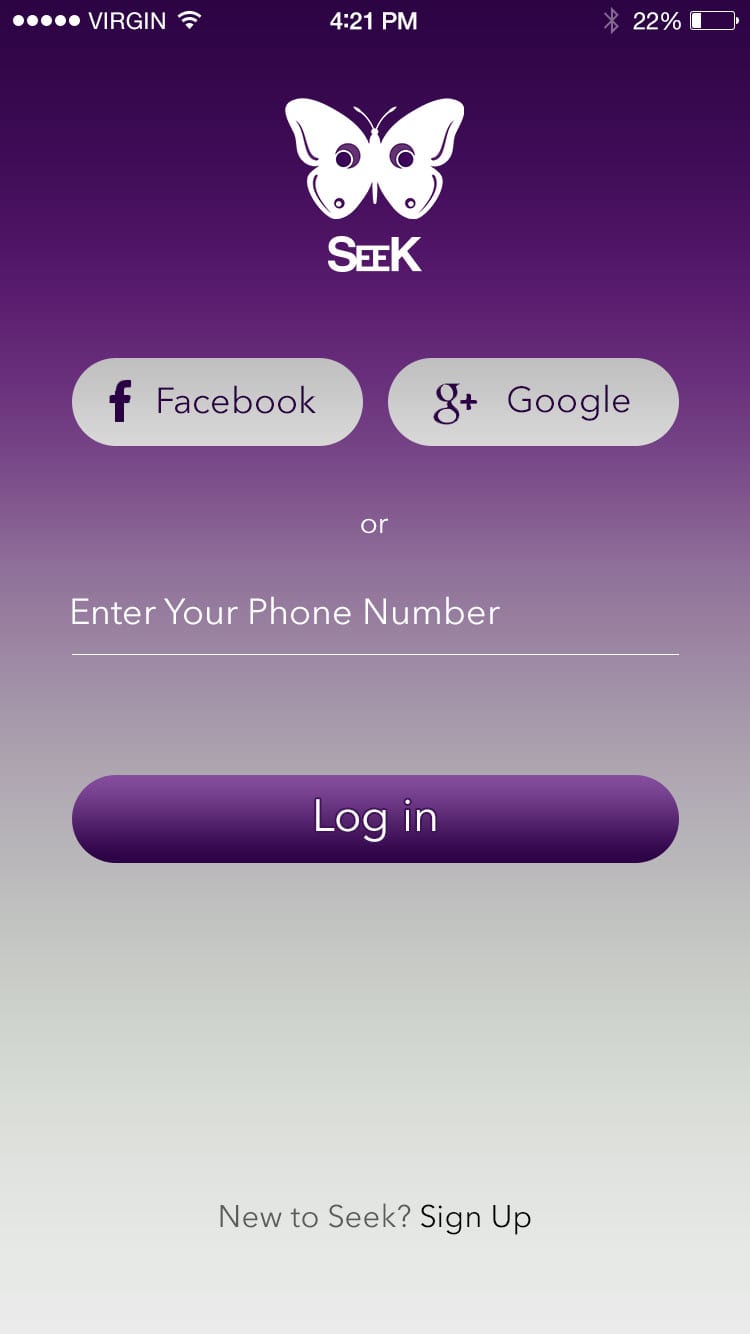 VIRGIN 4:21 PM 22%
SEEK
f Facebook g+ Google
or
Enter Your Phone Number
Log in
New to Seek? Sign Up